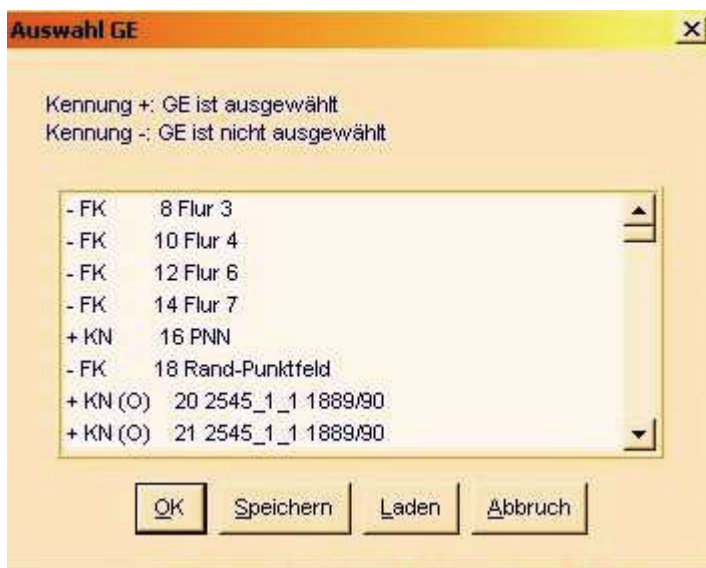 Auswahl GE
Kennung +: GE ist ausgewählt
Kennung -: GE ist nicht ausgewählt
- FK 8 Flur 3
- FK 10 Flur 4
- FK 12 Flur 6
- FK 14 Flur 7
+ KN 16 PNN
- FK 18 Rand-Punktfeld
+ KN (O) 20 2545_1_1 1889/90
+ KN (O) 21 2545_1_1 1889/90
OK Speichern Laden Abbruch